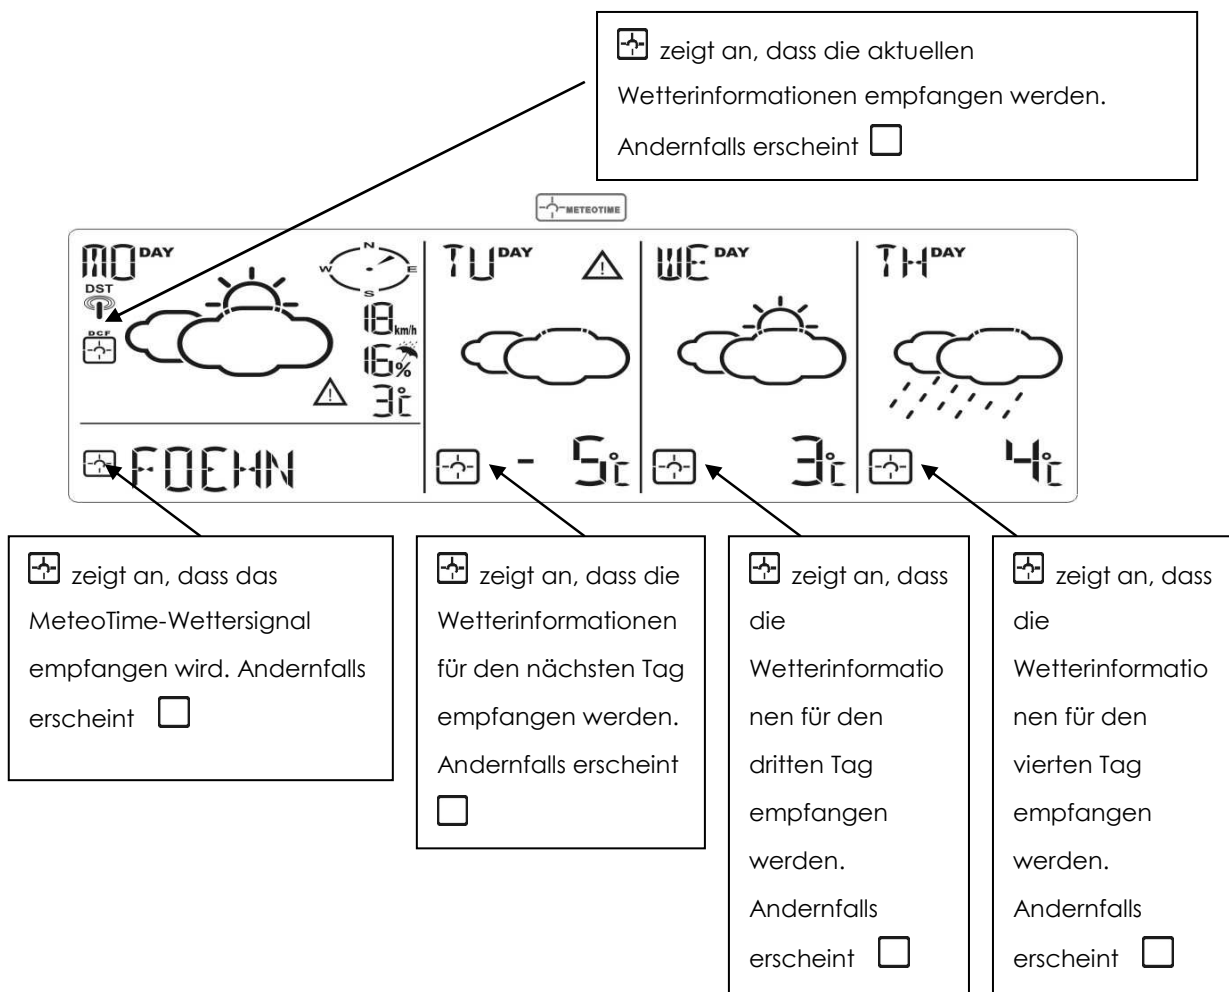 zeigt an, dass die aktuellen
Wetterinformationen empfangen werden.
Andernfalls erscheint
METEOTIME
MO DAY
DST
DCF
N
W E
S
18 km/h
16 %
3°C
FOEHN
TU DAY
- 5°C
WE DAY
3°C
TH DAY
4°C
zeigt an, dass das
MeteoTime-Wettersignal
empfangen wird. Andernfalls
erscheint
zeigt an, dass die
Wetterinformationen
für den nächsten Tag
empfangen werden.
Andernfalls erscheint
zeigt an, dass
die
Wetterinformatio
nen für den
dritten Tag
empfangen
werden.
Andernfalls
erscheint
zeigt an, dass
die
Wetterinformatio
nen für den
vierten Tag
empfangen
werden.
Andernfalls
erscheint